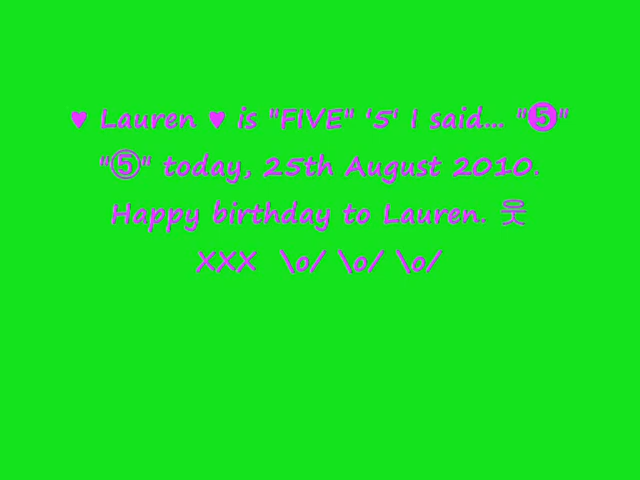 ♥ Lauren ♥ is "FIVE" '5' I said... "❺"
"⑤" today, 25th August 2010.
Happy birthday to Lauren. 웃
XXX \o/ \o/ \o/